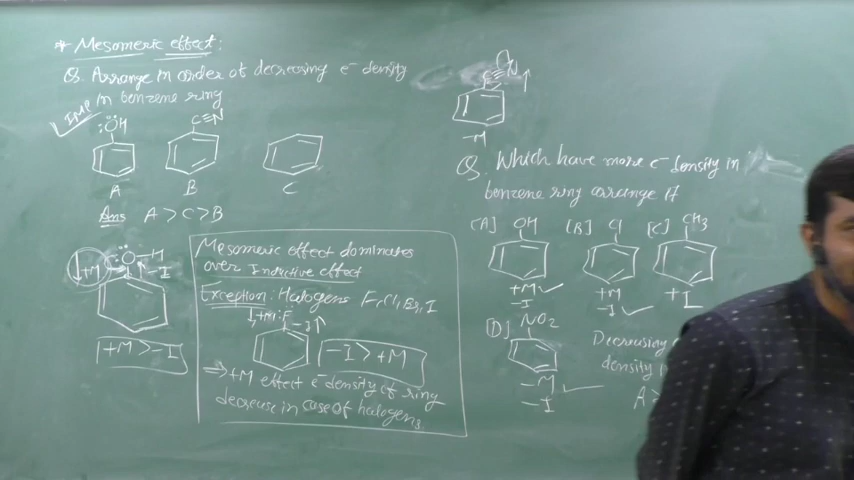 * Mesomeric effect:
Q. Arrange in order of decreasing e⁻ density
in benzene ring
IMP
:ÖH
C≡N
A
B
C
Ans A > C > B
+M
O
H
-I
+M > -I
Mesomeric effect dominates
over Inductive effect
Exception: Halogens F, Cl, Br, I
+M :F:
-I
-I > +M
⇒ +M effect e⁻ density of ring
decrease in case of halogens.
C≡N
-M
Q. Which have more e⁻ density in
benzene ring arrange it
[A] OH
[B] Cl
[C] CH3
+M ✓
-I
+M
-I ✓
+I
[D] NO2
-M ✓
-I
Decreasing
density
A >